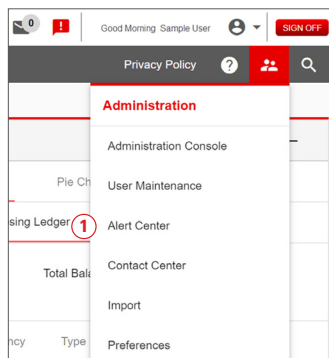 0 ! Good Morning Sample User SIGN OFF
Privacy Policy ?
Administration
Administration Console
Pie Ch User Maintenance
sing Ledger 1 Alert Center
Total Bala Contact Center
Import
ncy Type Preferences